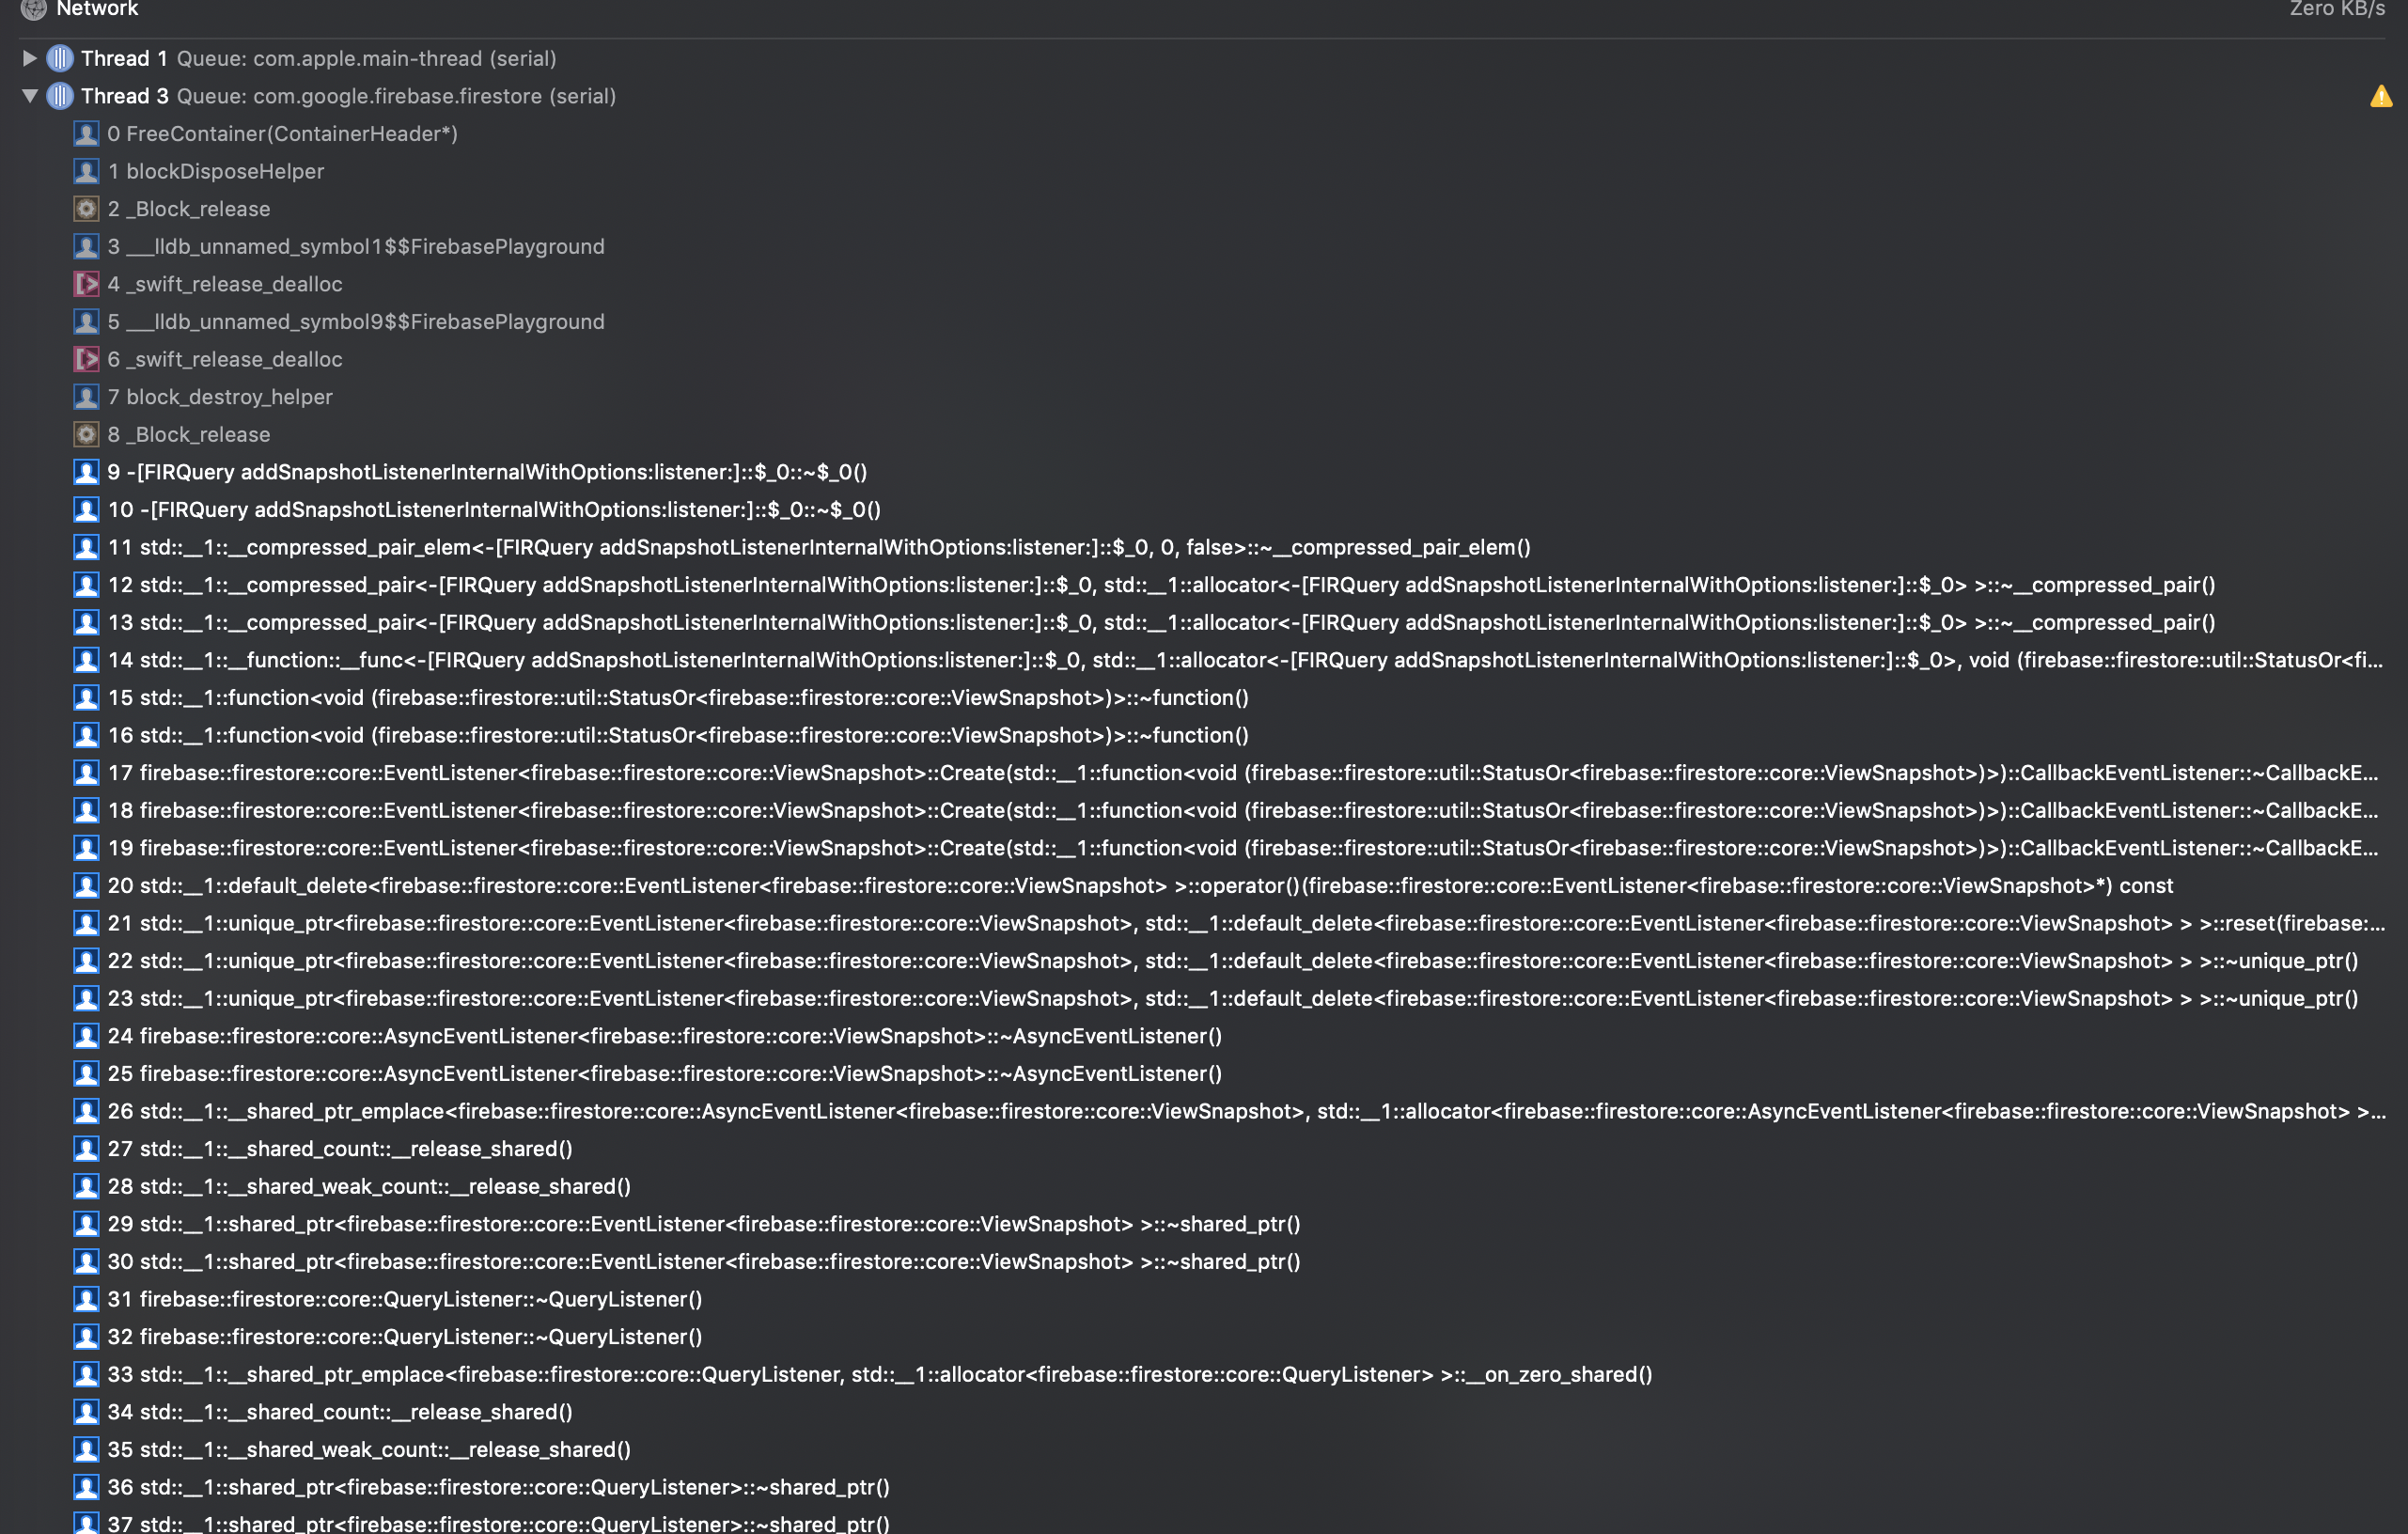 Network
Zero KB/s
Thread 1 Queue: com.apple.main-thread (serial)
Thread 3 Queue: com.google.firebase.firestore (serial)
0 FreeContainer(ContainerHeader*)
1 blockDisposeHelper
2 _Block_release
3 ___lldb_unnamed_symbol1$$FirebasePlayground
4 _swift_release_dealloc
5 ___lldb_unnamed_symbol9$$FirebasePlayground
6 _swift_release_dealloc
7 block_destroy_helper
8 _Block_release
9 -[FIRQuery addSnapshotListenerInternalWithOptions:listener:]::$_0::~$_0()
10 -[FIRQuery addSnapshotListenerInternalWithOptions:listener:]::$_0::~$_0()
11 std::__1::__compressed_pair_elem<-[FIRQuery addSnapshotListenerInternalWithOptions:listener:]::$_0, 0, false>::~__compressed_pair_elem()
12 std::__1::__compressed_pair<-[FIRQuery addSnapshotListenerInternalWithOptions:listener:]::$_0, std::__1::allocator<-[FIRQuery addSnapshotListenerInternalWithOptions:listener:]::$_0> >::~__compressed_pair()
13 std::__1::__compressed_pair<-[FIRQuery addSnapshotListenerInternalWithOptions:listener:]::$_0, std::__1::allocator<-[FIRQuery addSnapshotListenerInternalWithOptions:listener:]::$_0> >::~__compressed_pair()
14 std::__1::__function::__func<-[FIRQuery addSnapshotListenerInternalWithOptions:listener:]::$_0, std::__1::allocator<-[FIRQuery addSnapshotListenerInternalWithOptions:listener:]::$_0>, void (firebase::firestore::util::StatusOr<fi...
15 std::__1::function<void (firebase::firestore::util::StatusOr<firebase::firestore::core::ViewSnapshot>)>::~function()
16 std::__1::function<void (firebase::firestore::util::StatusOr<firebase::firestore::core::ViewSnapshot>)>::~function()
17 firebase::firestore::core::EventListener<firebase::firestore::core::ViewSnapshot>::Create(std::__1::function<void (firebase::firestore::util::StatusOr<firebase::firestore::core::ViewSnapshot>)>)::CallbackEventListener::~CallbackE...
18 firebase::firestore::core::EventListener<firebase::firestore::core::ViewSnapshot>::Create(std::__1::function<void (firebase::firestore::util::StatusOr<firebase::firestore::core::ViewSnapshot>)>)::CallbackEventListener::~CallbackE...
19 firebase::firestore::core::EventListener<firebase::firestore::core::ViewSnapshot>::Create(std::__1::function<void (firebase::firestore::util::StatusOr<firebase::firestore::core::ViewSnapshot>)>)::CallbackEventListener::~CallbackE...
20 std::__1::default_delete<firebase::firestore::core::EventListener<firebase::firestore::core::ViewSnapshot> >::operator()(firebase::firestore::core::EventListener<firebase::firestore::core::ViewSnapshot>*) const
21 std::__1::unique_ptr<firebase::firestore::core::EventListener<firebase::firestore::core::ViewSnapshot>, std::__1::default_delete<firebase::firestore::core::EventListener<firebase::firestore::core::ViewSnapshot> > >::reset(firebase:...
22 std::__1::unique_ptr<firebase::firestore::core::EventListener<firebase::firestore::core::ViewSnapshot>, std::__1::default_delete<firebase::firestore::core::EventListener<firebase::firestore::core::ViewSnapshot> > >::~unique_ptr()
23 std::__1::unique_ptr<firebase::firestore::core::EventListener<firebase::firestore::core::ViewSnapshot>, std::__1::default_delete<firebase::firestore::core::EventListener<firebase::firestore::core::ViewSnapshot> > >::~unique_ptr()
24 firebase::firestore::core::AsyncEventListener<firebase::firestore::core::ViewSnapshot>::~AsyncEventListener()
25 firebase::firestore::core::AsyncEventListener<firebase::firestore::core::ViewSnapshot>::~AsyncEventListener()
26 std::__1::__shared_ptr_emplace<firebase::firestore::core::AsyncEventListener<firebase::firestore::core::ViewSnapshot>, std::__1::allocator<firebase::firestore::core::AsyncEventListener<firebase::firestore::core::ViewSnapshot> >...
27 std::__1::__shared_count::__release_shared()
28 std::__1::__shared_weak_count::__release_shared()
29 std::__1::shared_ptr<firebase::firestore::core::EventListener<firebase::firestore::core::ViewSnapshot> >::~shared_ptr()
30 std::__1::shared_ptr<firebase::firestore::core::EventListener<firebase::firestore::core::ViewSnapshot> >::~shared_ptr()
31 firebase::firestore::core::QueryListener::~QueryListener()
32 firebase::firestore::core::QueryListener::~QueryListener()
33 std::__1::__shared_ptr_emplace<firebase::firestore::core::QueryListener, std::__1::allocator<firebase::firestore::core::QueryListener> >::__on_zero_shared()
34 std::__1::__shared_count::__release_shared()
35 std::__1::__shared_weak_count::__release_shared()
36 std::__1::shared_ptr<firebase::firestore::core::QueryListener>::~shared_ptr()
37 std::__1::shared_ptr<firebase::firestore::core::QueryListener>::~shared_ptr()